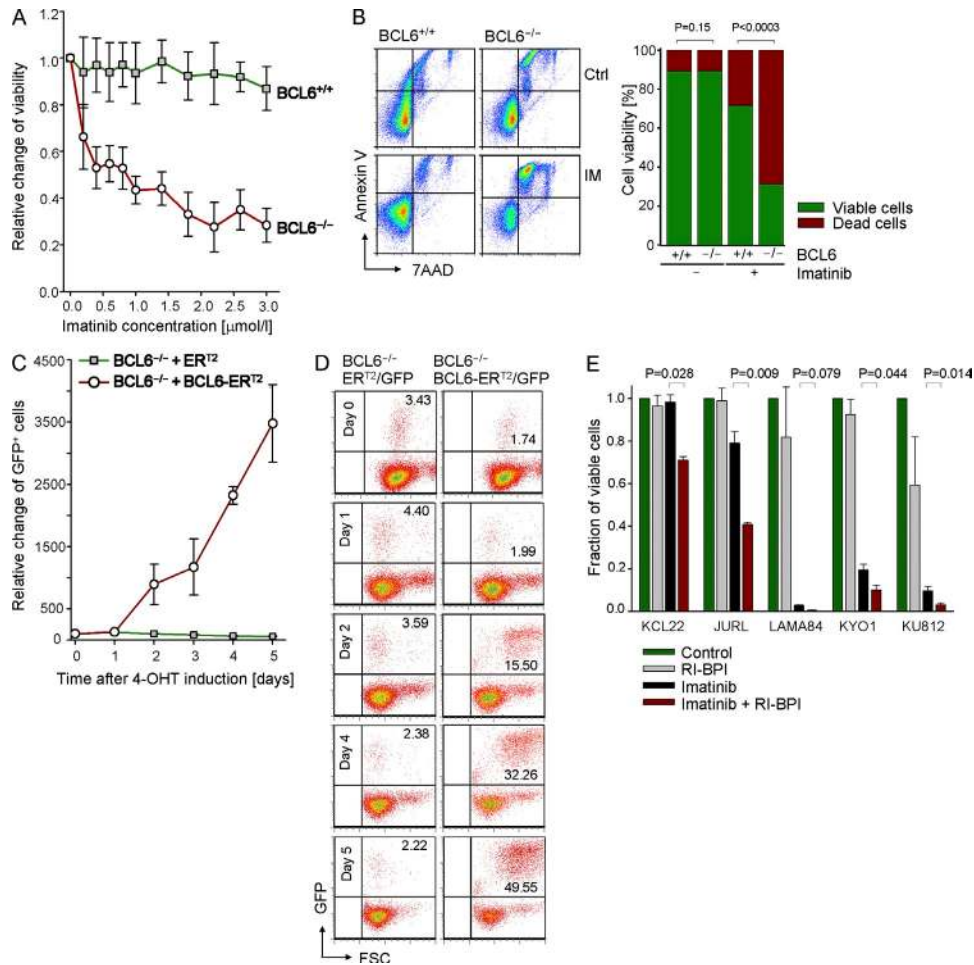 A
Relative change of viability
1.2
1.0
0.8
0.6
0.4
0.2
0.0
BCL6+/+
BCL6−/−
0.0 0.5 1.0 1.5 2.0 2.5 3.0
Imatinib concentration [μmol/l]
B
BCL6+/+ BCL6−/−
Ctrl
IM
Annexin V
7AAD
P=0.15 P<0.0003
Cell viability [%]
100
80
60
40
20
0
+/+ −/− +/+ −/− BCL6
− + Imatinib
Viable cells
Dead cells
C
BCL6−/− + ERT2
BCL6−/− + BCL6-ERT2
Relative change of GFP+ cells
4500
3500
2500
1500
500
0
0 1 2 3 4 5
Time after 4-OHT induction [days]
D
BCL6−/− BCL6−/−
ERT2/GFP BCL6-ERT2/GFP
Day 0 3.43 1.74
Day 1 4.40 1.99
Day 2 3.59 15.50
Day 4 2.38 32.26
Day 5 2.22 49.55
GFP
FSC
E
P=0.028 P=0.009 P=0.079 P=0.044 P=0.014
Fraction of viable cells
1.0
0.8
0.6
0.4
0.2
0.0
KCL22 JURL LAMA84 KYO1 KU812
Control
RI-BPI
Imatinib
Imatinib + RI-BPI